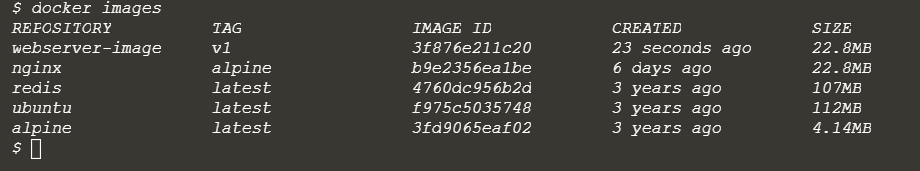 $ docker images
REPOSITORY TAG IMAGE ID CREATED SIZE
webserver-image v1 3f876e211c20 23 seconds ago 22.8MB
nginx alpine b9e2356ea1be 6 days ago 22.8MB
redis latest 4760dc956b2d 3 years ago 107MB
ubuntu latest f975c5035748 3 years ago 112MB
alpine latest 3fd9065eaf02 3 years ago 4.14MB
$